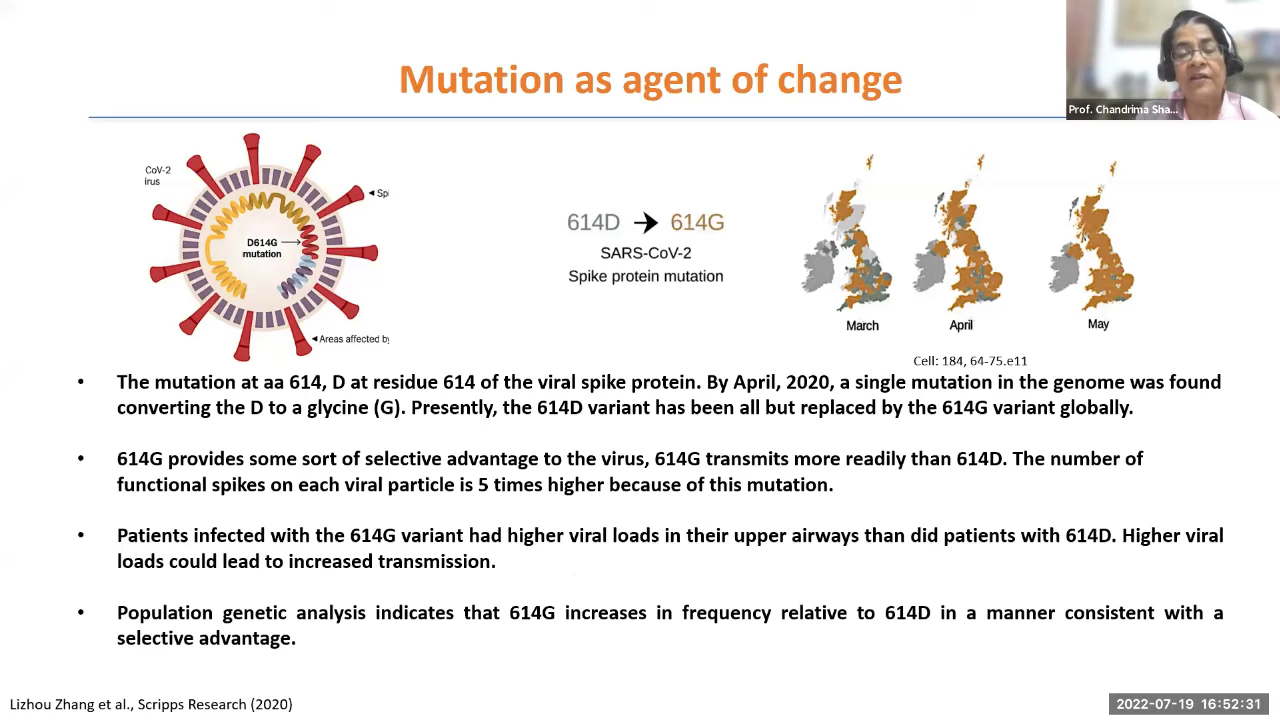 Mutation as agent of change
Prof. Chandrima Sha...
CoV-2
irus
Sp
D614G
mutation
Areas affected by
614D → 614G
SARS-CoV-2
Spike protein mutation
March
April
May
Cell: 184, 64-75.e11
• The mutation at aa 614, D at residue 614 of the viral spike protein. By April, 2020, a single mutation in the genome was found
converting the D to a glycine (G). Presently, the 614D variant has been all but replaced by the 614G variant globally.
• 614G provides some sort of selective advantage to the virus, 614G transmits more readily than 614D. The number of
functional spikes on each viral particle is 5 times higher because of this mutation.
• Patients infected with the 614G variant had higher viral loads in their upper airways than did patients with 614D. Higher viral
loads could lead to increased transmission.
• Population genetic analysis indicates that 614G increases in frequency relative to 614D in a manner consistent with a
selective advantage.
Lizhou Zhang et al., Scripps Research (2020)
2022-07-19 16:52:31